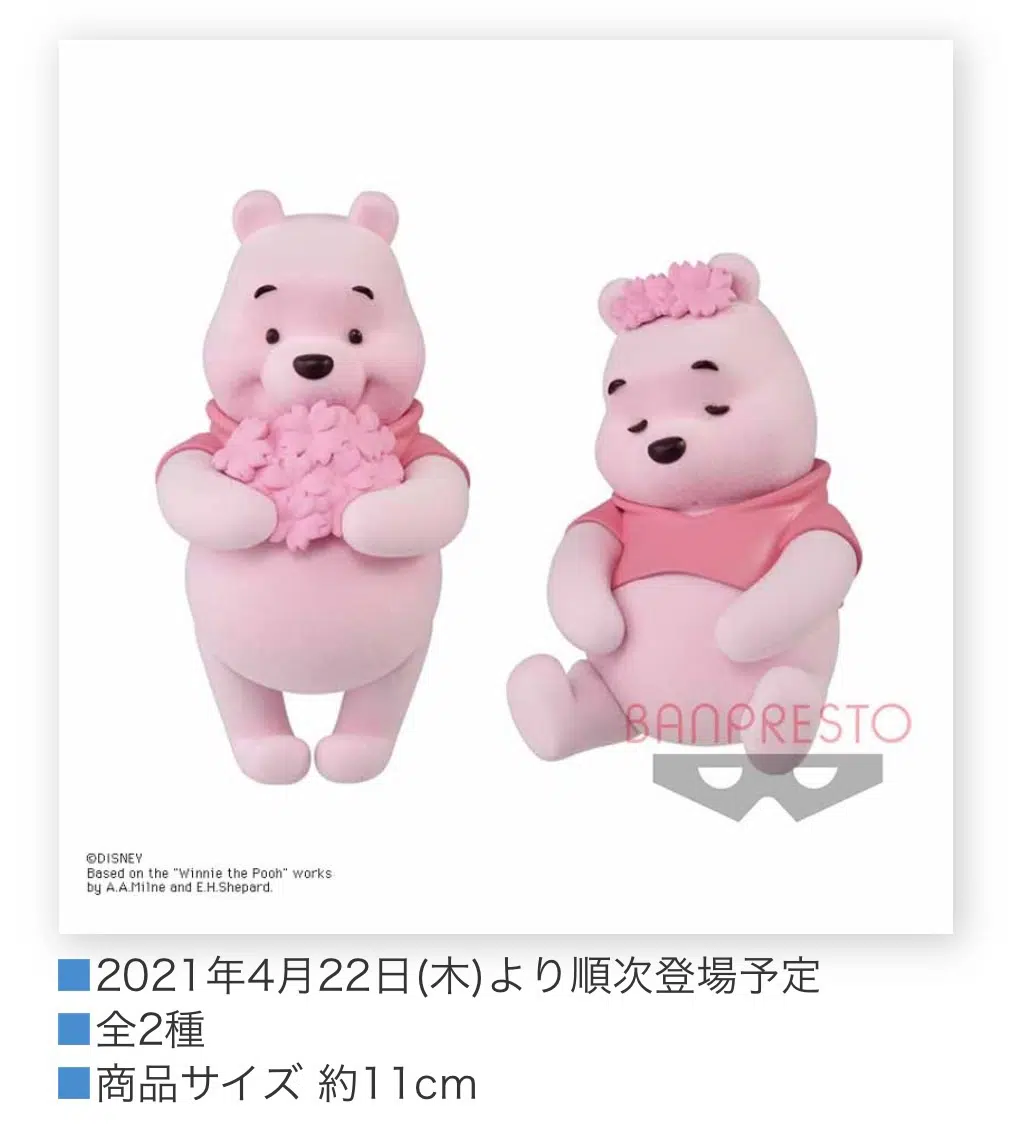 BANPRESTO
©DISNEY
Based on the "Winnie the Pooh" works
by A.A.Milne and E.H.Shepard.
■2021年4月22日(木)より順次登場予定
■全2種
■商品サイズ 約11cm